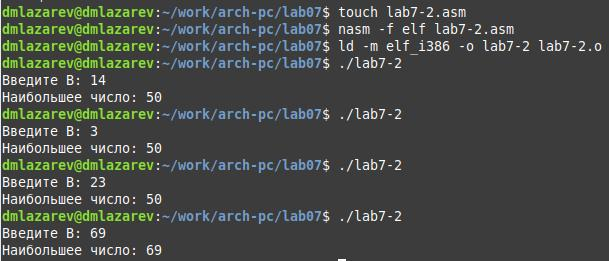 dmlazarev@dmlazarev:~/work/arch-pc/lab07$ touch lab7-2.asm
dmlazarev@dmlazarev:~/work/arch-pc/lab07$ nasm -f elf lab7-2.asm
dmlazarev@dmlazarev:~/work/arch-pc/lab07$ ld -m elf_i386 -o lab7-2 lab7-2.o
dmlazarev@dmlazarev:~/work/arch-pc/lab07$ ./lab7-2
Введите B: 14
Наибольшее число: 50
dmlazarev@dmlazarev:~/work/arch-pc/lab07$ ./lab7-2
Введите B: 3
Наибольшее число: 50
dmlazarev@dmlazarev:~/work/arch-pc/lab07$ ./lab7-2
Введите B: 23
Наибольшее число: 50
dmlazarev@dmlazarev:~/work/arch-pc/lab07$ ./lab7-2
Введите B: 69
Наибольшее число: 69